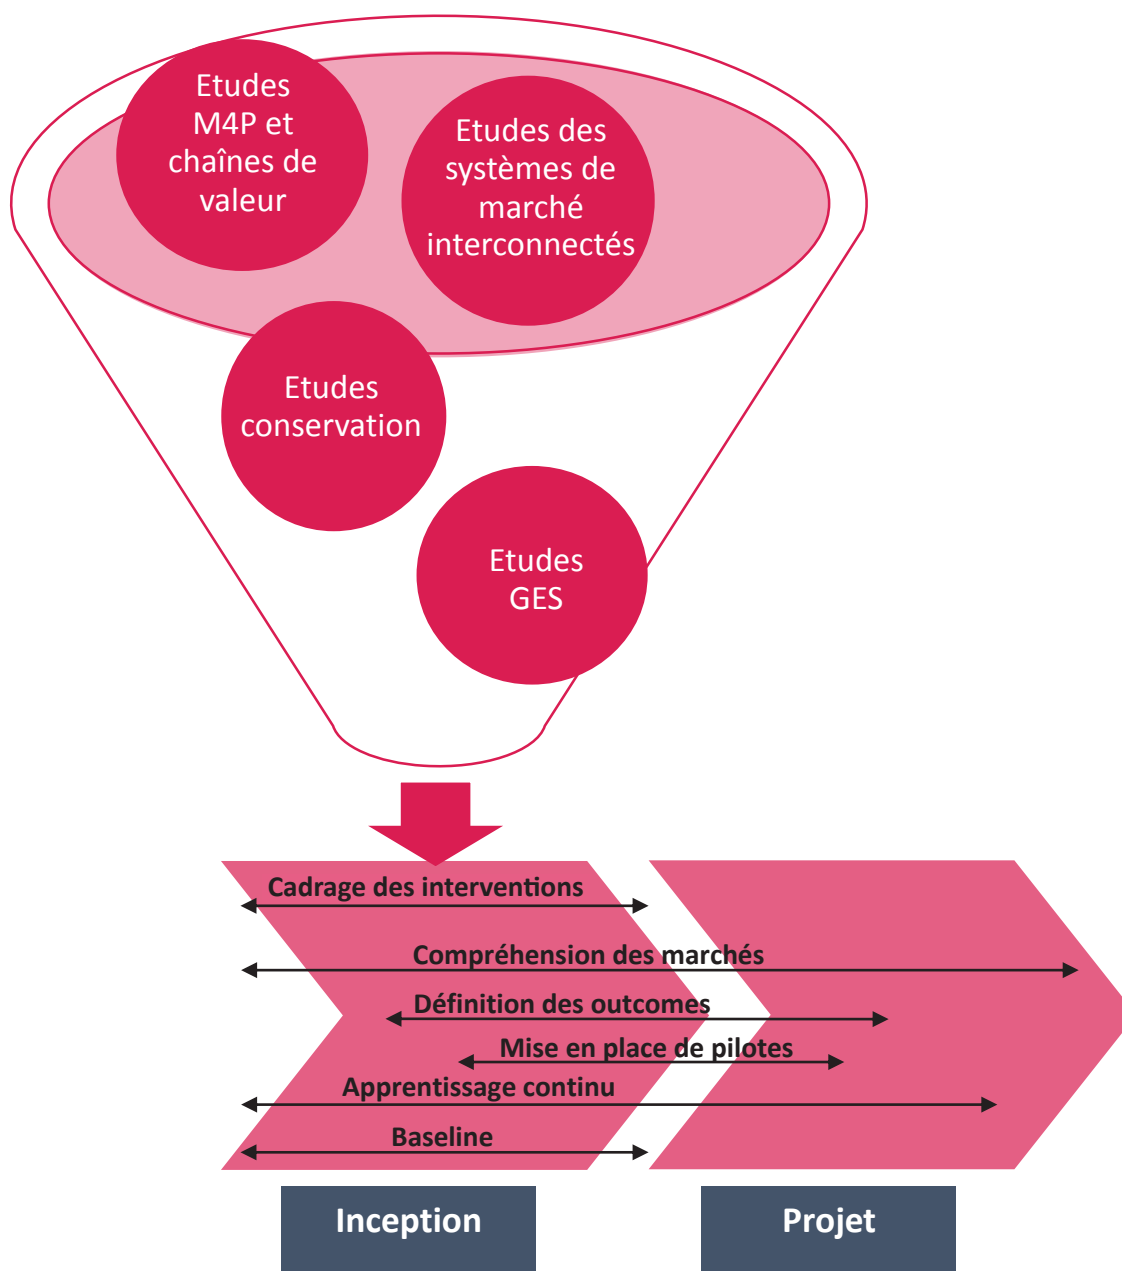 Etudes
M4P et
chaînes de
valeur
Etudes des
systèmes de
marché
interconnectés
Etudes
conservation
Etudes
GES
Cadrage des interventions
Compréhension des marchés
Définition des outcomes
Mise en place de pilotes
Apprentissage continu
Baseline
Inception
Projet